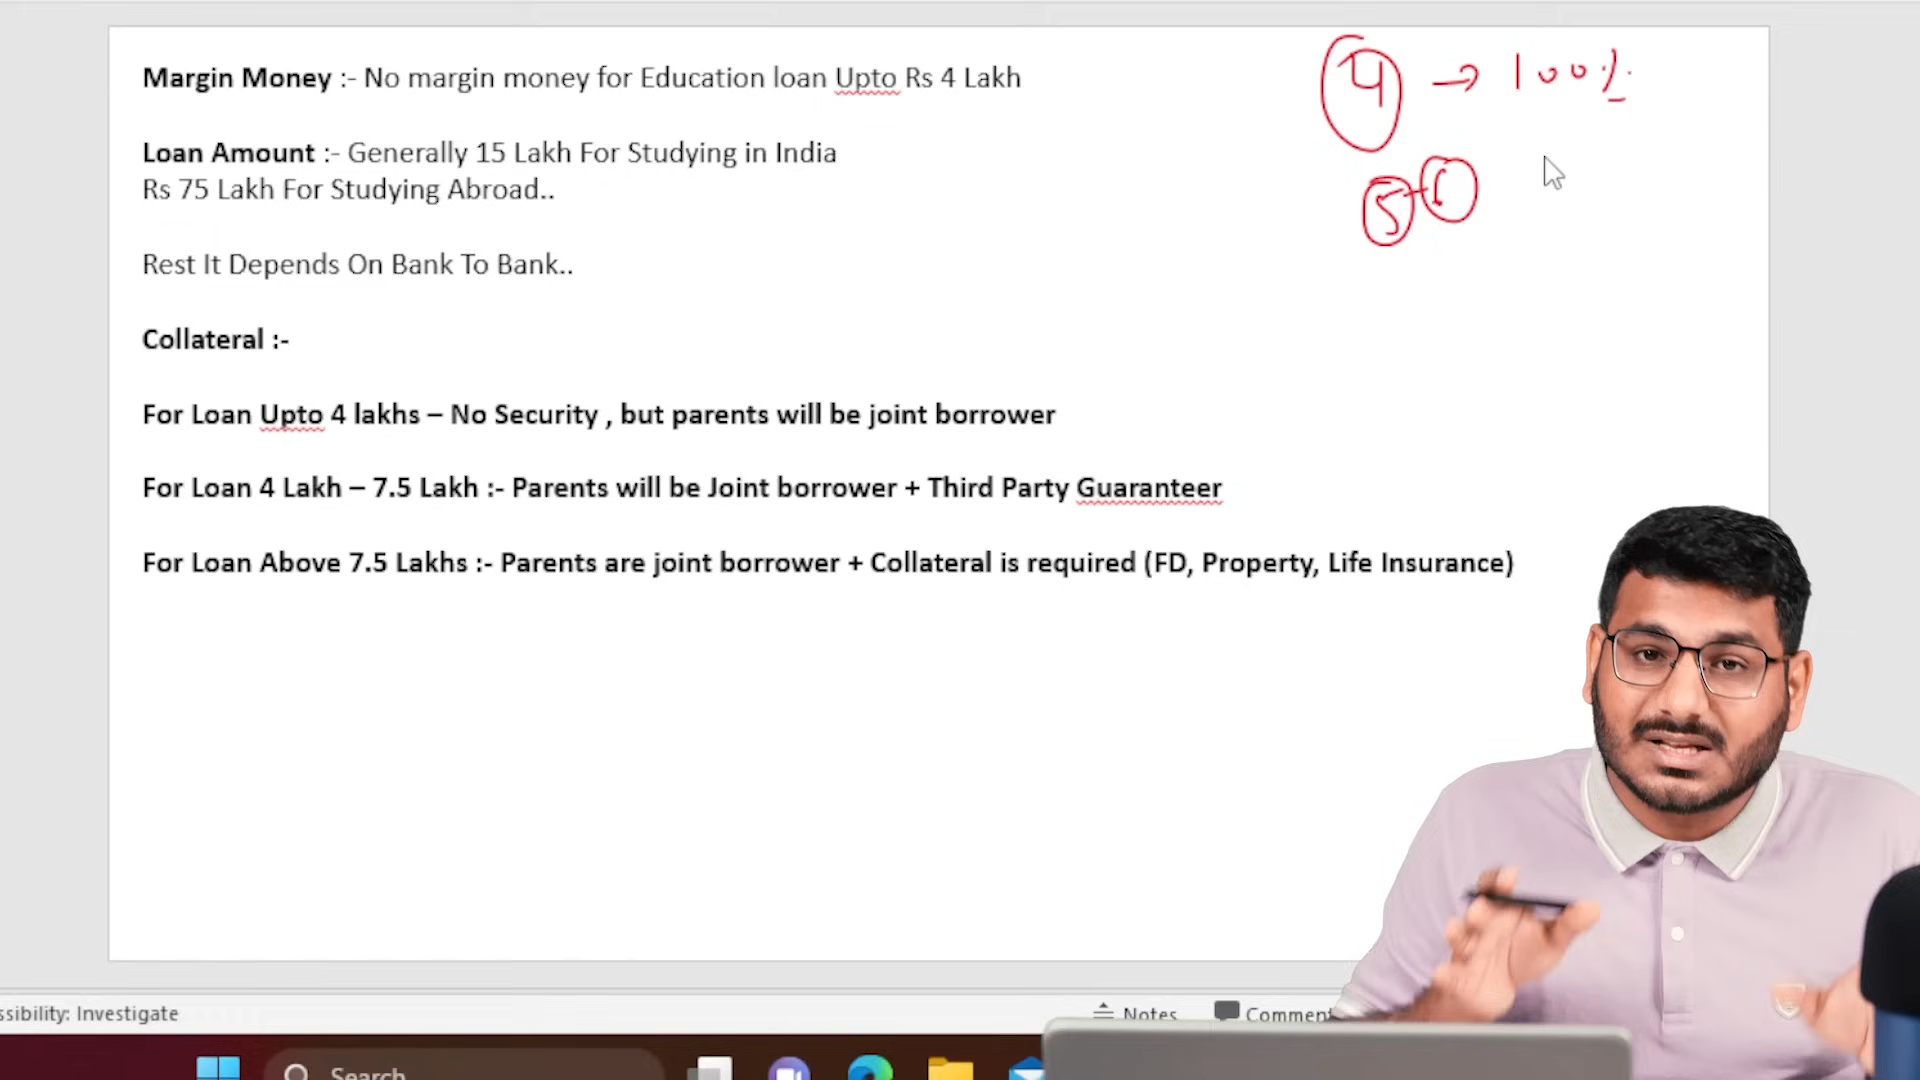 Margin Money :- No margin money for Education loan Upto Rs 4 Lakh
4 → 100%
Loan Amount :- Generally 15 Lakh For Studying in India
Rs 75 Lakh For Studying Abroad..
5
Rest It Depends On Bank To Bank..
Collateral :-
For Loan Upto 4 lakhs – No Security , but parents will be joint borrower
For Loan 4 Lakh – 7.5 Lakh :- Parents will be Joint borrower + Third Party Guaranteer
For Loan Above 7.5 Lakhs :- Parents are joint borrower + Collateral is required (FD, Property, Life Insurance)
ssibility: Investigate
Notes
Comment
Search